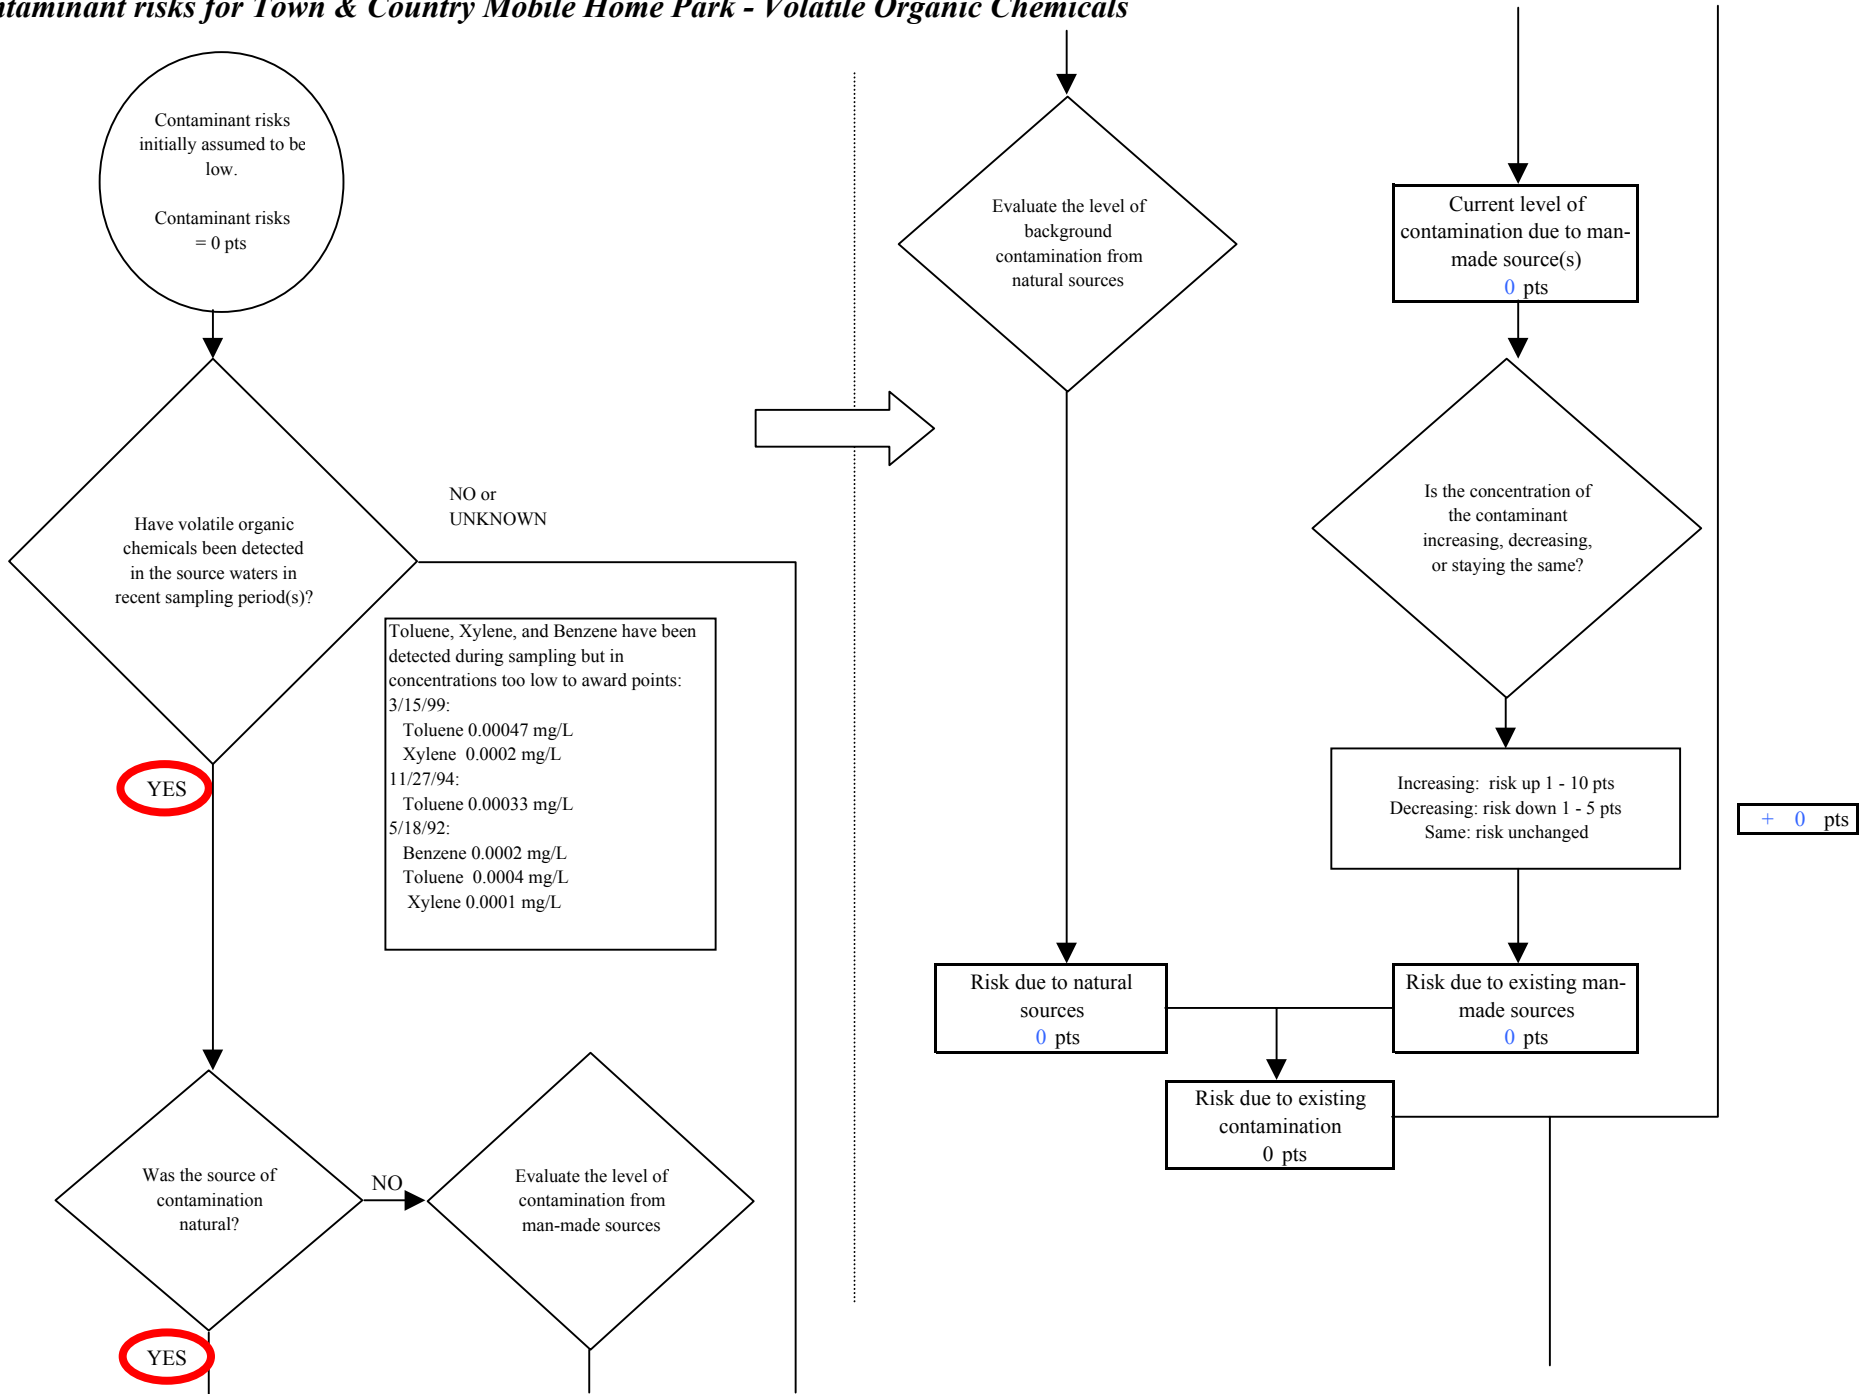 ntaminant risks for Town & Country Mobile Home Park - Volatile Organic Chemicals
Contaminant risks
initially assumed to be
low.
Contaminant risks
= 0 pts
Have volatile organic
chemicals been detected
in the source waters in
recent sampling period(s)?
NO or
UNKNOWN
Toluene, Xylene, and Benzene have been
detected during sampling but in
concentrations too low to award points:
3/15/99:
Toluene 0.00047 mg/L
Xylene 0.0002 mg/L
11/27/94:
Toluene 0.00033 mg/L
5/18/92:
Benzene 0.0002 mg/L
Toluene 0.0004 mg/L
Xylene 0.0001 mg/L
YES
Was the source of
contamination
natural?
NO
Evaluate the level of
contamination from
man-made sources
YES
Evaluate the level of
background
contamination from
natural sources
Current level of
contamination due to man-
made source(s)
0 pts
Is the concentration of
the contaminant
increasing, decreasing,
or staying the same?
Increasing: risk up 1 - 10 pts
Decreasing: risk down 1 - 5 pts
Same: risk unchanged
+ 0 pts
Risk due to natural
sources
0 pts
Risk due to existing man-
made sources
0 pts
Risk due to existing
contamination
0 pts